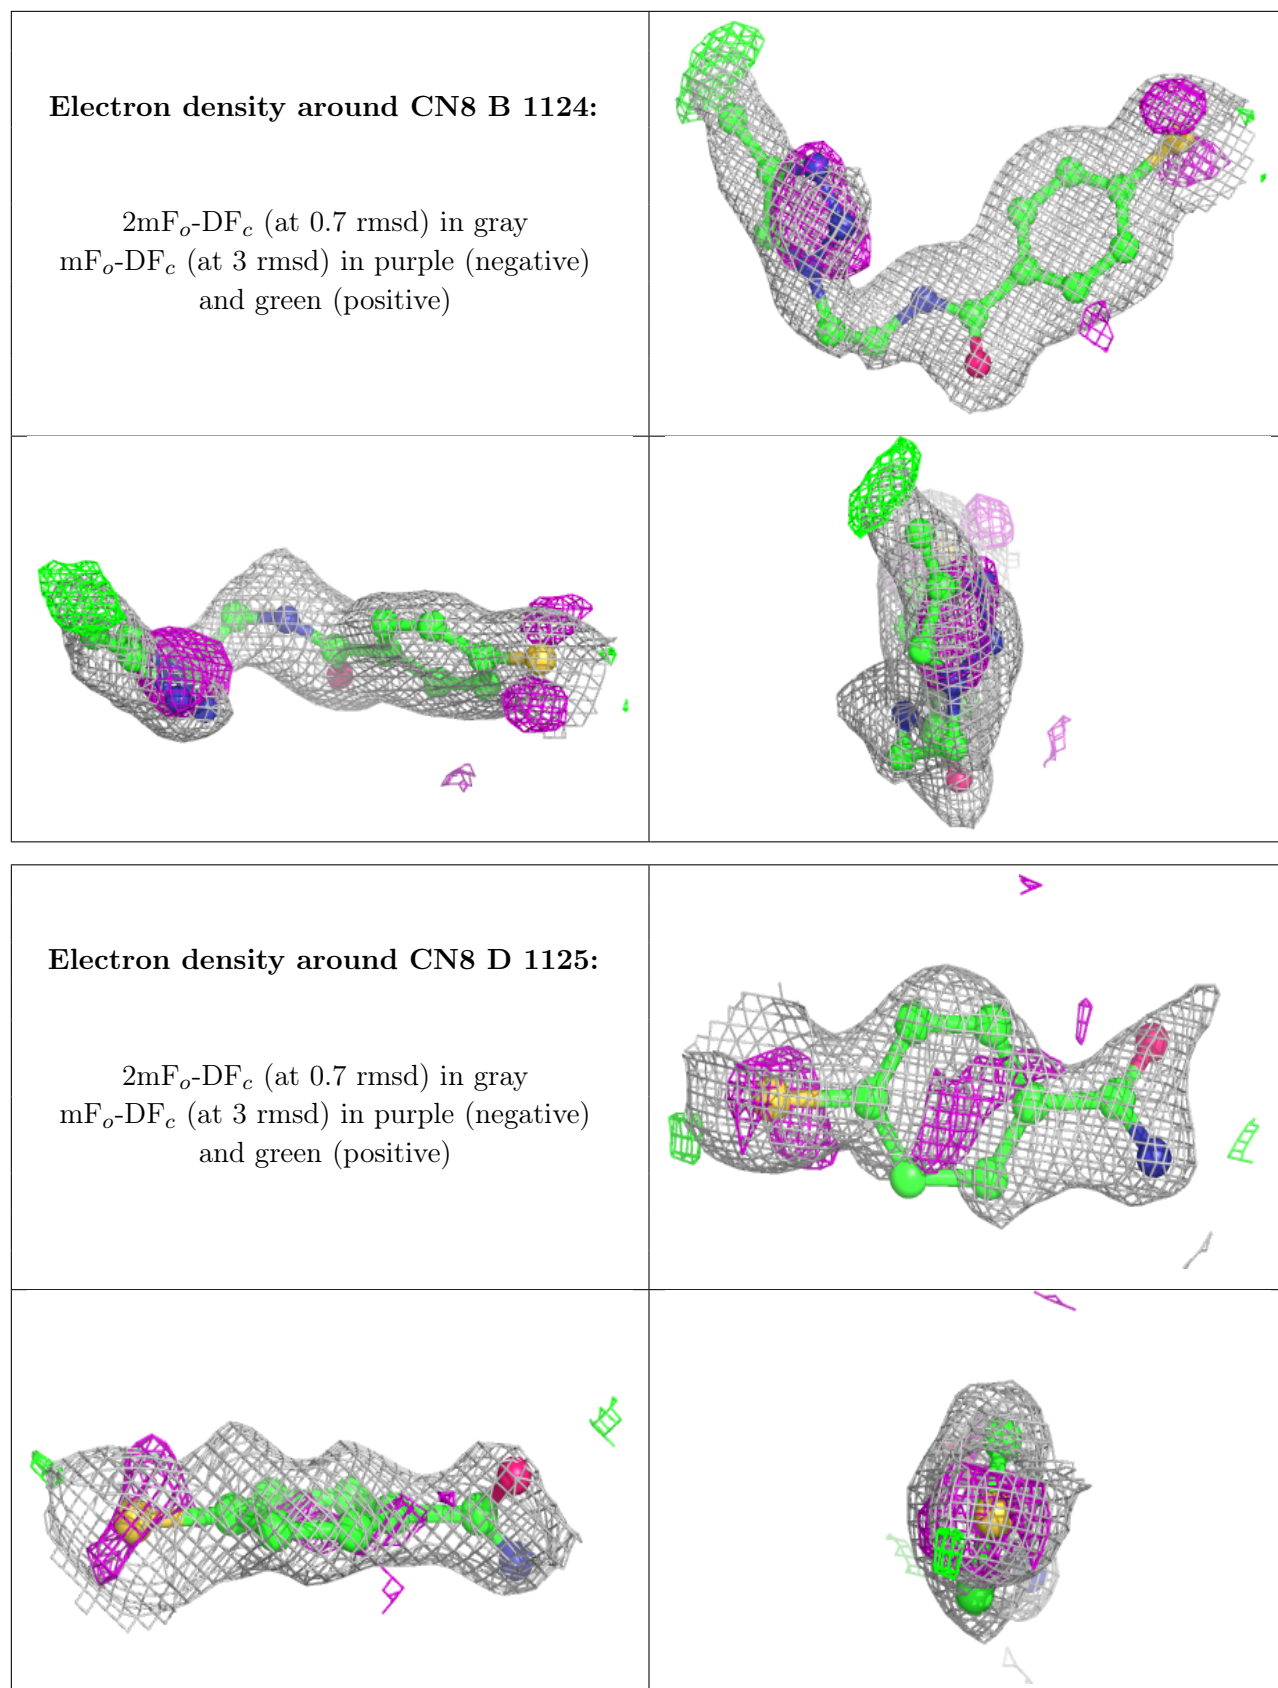 Electron density around CN8 B 1124:
2mFo-DFc (at 0.7 rmsd) in gray
mFo-DFc (at 3 rmsd) in purple (negative)
and green (positive)
Electron density around CN8 D 1125:
2mFo-DFc (at 0.7 rmsd) in gray
mFo-DFc (at 3 rmsd) in purple (negative)
and green (positive)